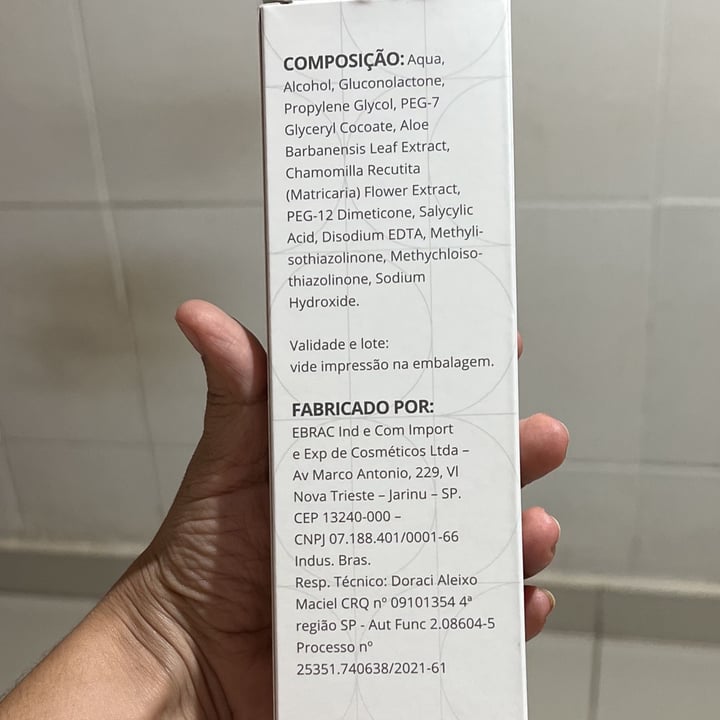 COMPOSIÇÃO: Aqua,
Alcohol, Gluconolactone,
Propylene Glycol, PEG-7
Glyceryl Cocoate, Aloe
Barbanensis Leaf Extract,
Chamomilla Recutita
(Matricaria) Flower Extract,
PEG-12 Dimeticone, Salycylic
Acid, Disodium EDTA, Methyli-
sothiazolinone, Methychloiso-
thiazolinone, Sodium
Hydroxide.
Validade e lote:
vide impressão na embalagem.
FABRICADO POR:
EBRAC Ind e Com Import
e Exp de Cosméticos Ltda –
Av Marco Antonio, 229, Vl
Nova Trieste – Jarinu – SP.
CEP 13240-000 –
CNPJ 07.188.401/0001-66
Indus. Bras.
Resp. Técnico: Doraci Aleixo
Maciel CRQ nº 09101354 4ª
região SP - Aut Func 2.08604-5
Processo nº
25351.740638/2021-61